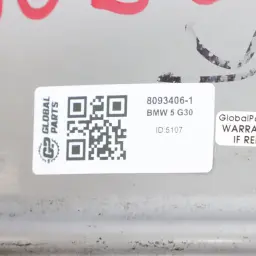 GLOBAL
PARTS
8093406-1
BMW 5 G30
ID:5107
GlobalPa
WARRA
IF RE